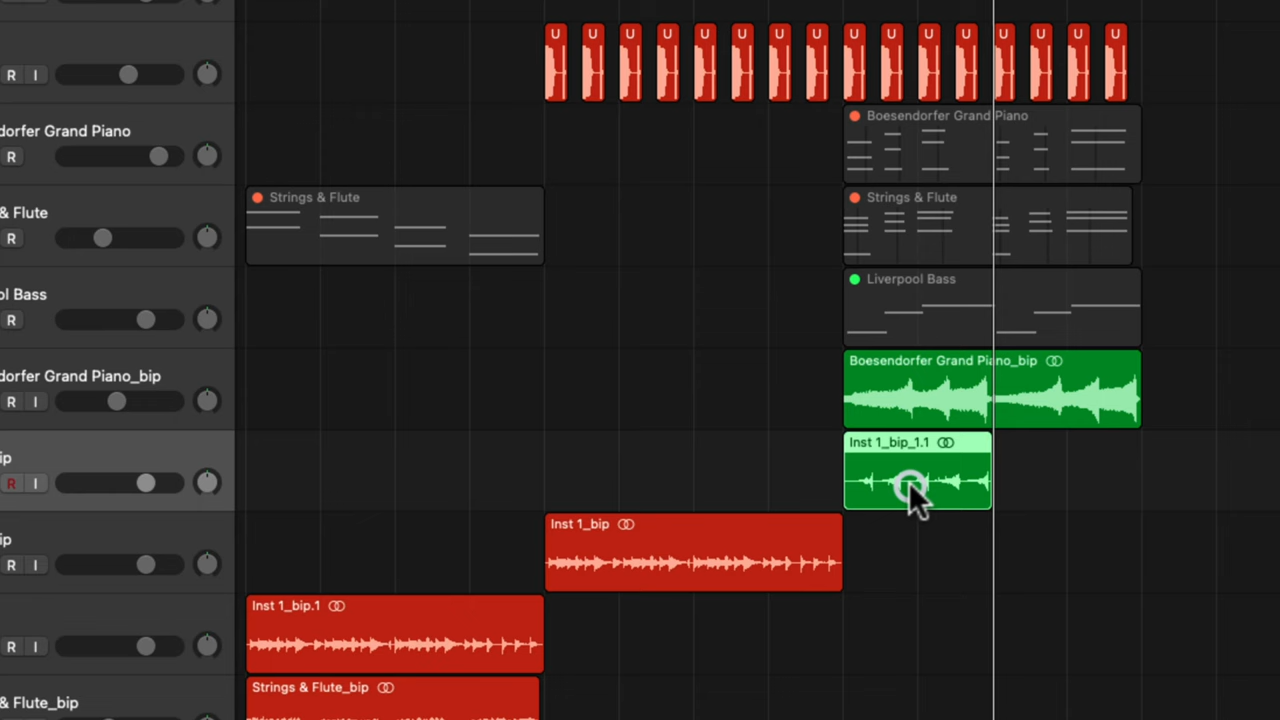 U U U U U U U U U U U U U U U U
R I
dorfer Grand Piano
Boesendorfer Grand Piano
R
& Flute
Strings & Flute
Strings & Flute
R
ol Bass
Liverpool Bass
R
dorfer Grand Piano_bip
Boesendorfer Grand Piano_bip
R I
ip
Inst 1_bip_1.1
R I
ip
Inst 1_bip
R I
Inst 1_bip.1
R I
& Flute_bip
Strings & Flute_bip